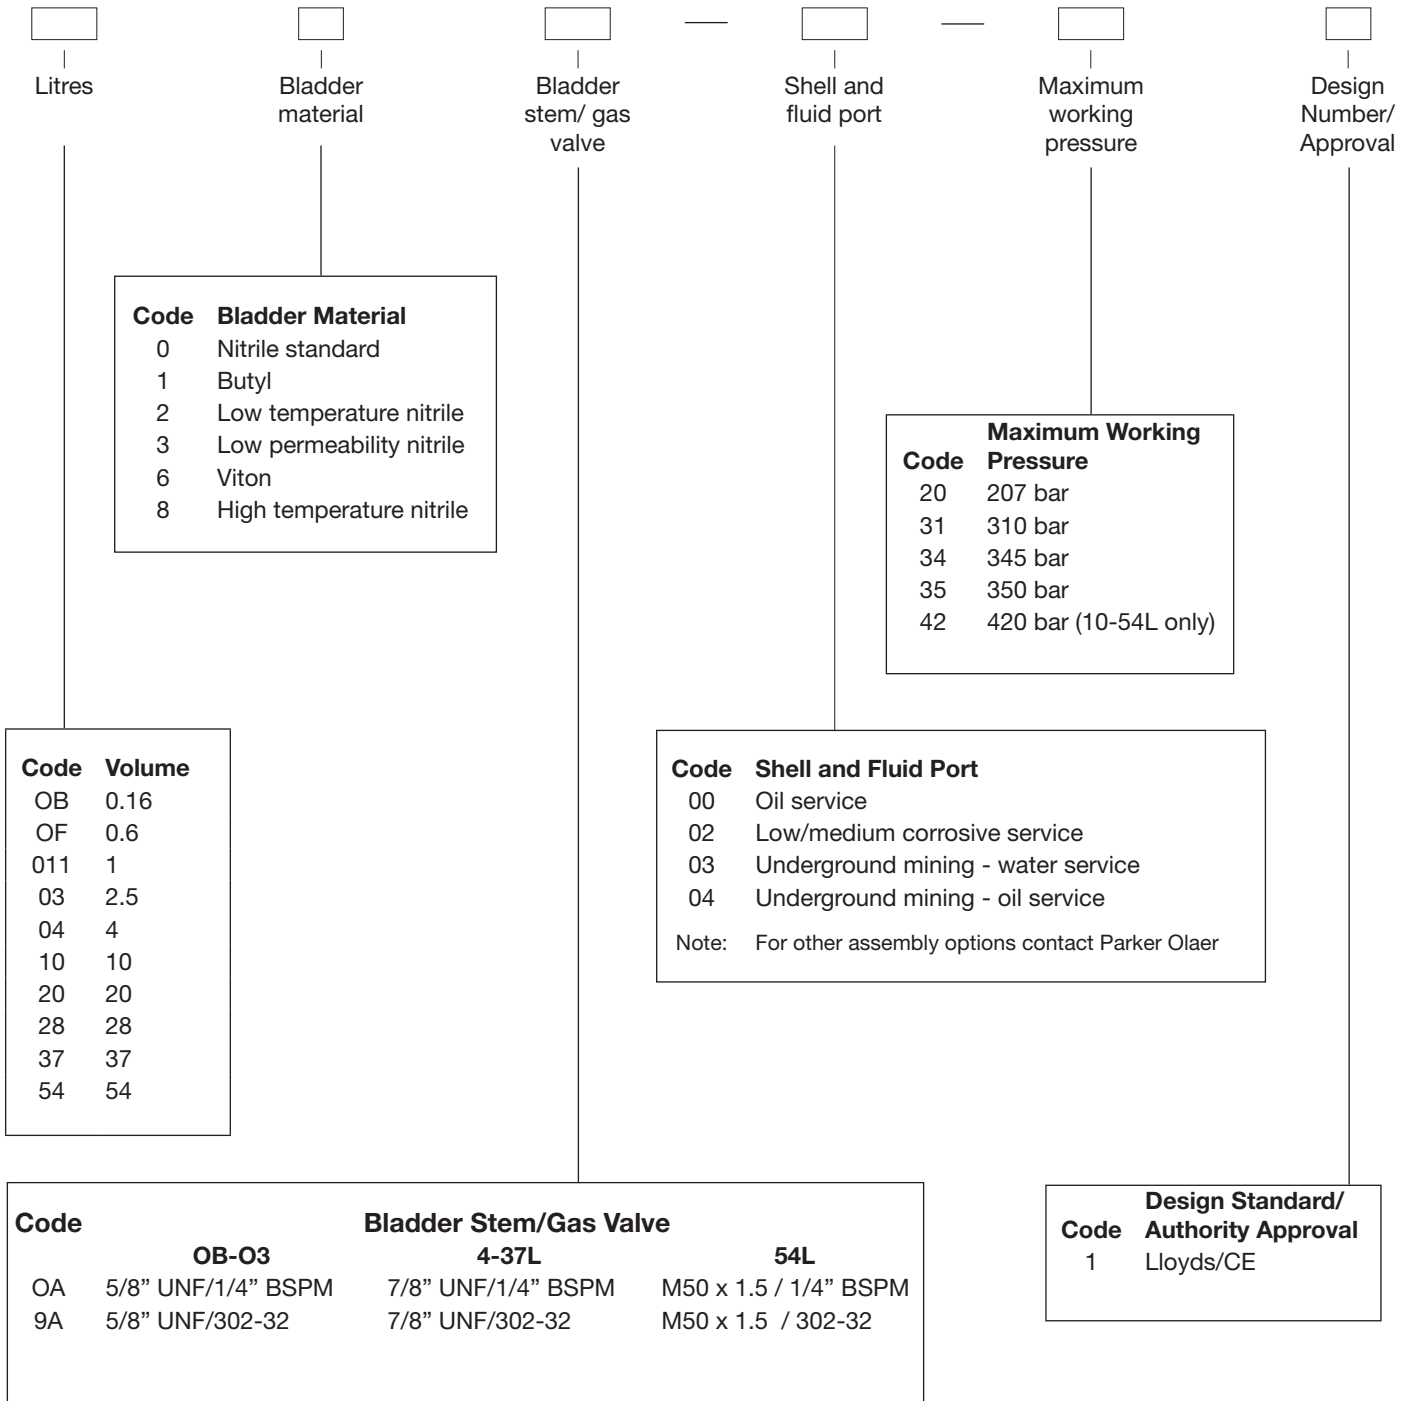 Litres
Bladder
material
Bladder
stem/ gas
valve
Shell and
fluid port
Maximum
working
pressure
Design
Number/
Approval
Code Bladder Material
0 Nitrile standard
1 Butyl
2 Low temperature nitrile
3 Low permeability nitrile
6 Viton
8 High temperature nitrile
Maximum Working
Code Pressure
20 207 bar
31 310 bar
34 345 bar
35 350 bar
42 420 bar (10-54L only)
Code Volume
OB 0.16
OF 0.6
011 1
03 2.5
04 4
10 10
20 20
28 28
37 37
54 54
Code Shell and Fluid Port
00 Oil service
02 Low/medium corrosive service
03 Underground mining - water service
04 Underground mining - oil service
Note: For other assembly options contact Parker Olaer
Code Bladder Stem/Gas Valve
OB-O3 4-37L 54L
OA 5/8” UNF/1/4” BSPM 7/8” UNF/1/4” BSPM M50 x 1.5 / 1/4” BSPM
9A 5/8” UNF/302-32 7/8” UNF/302-32 M50 x 1.5 / 302-32
Design Standard/
Code Authority Approval
1 Lloyds/CE